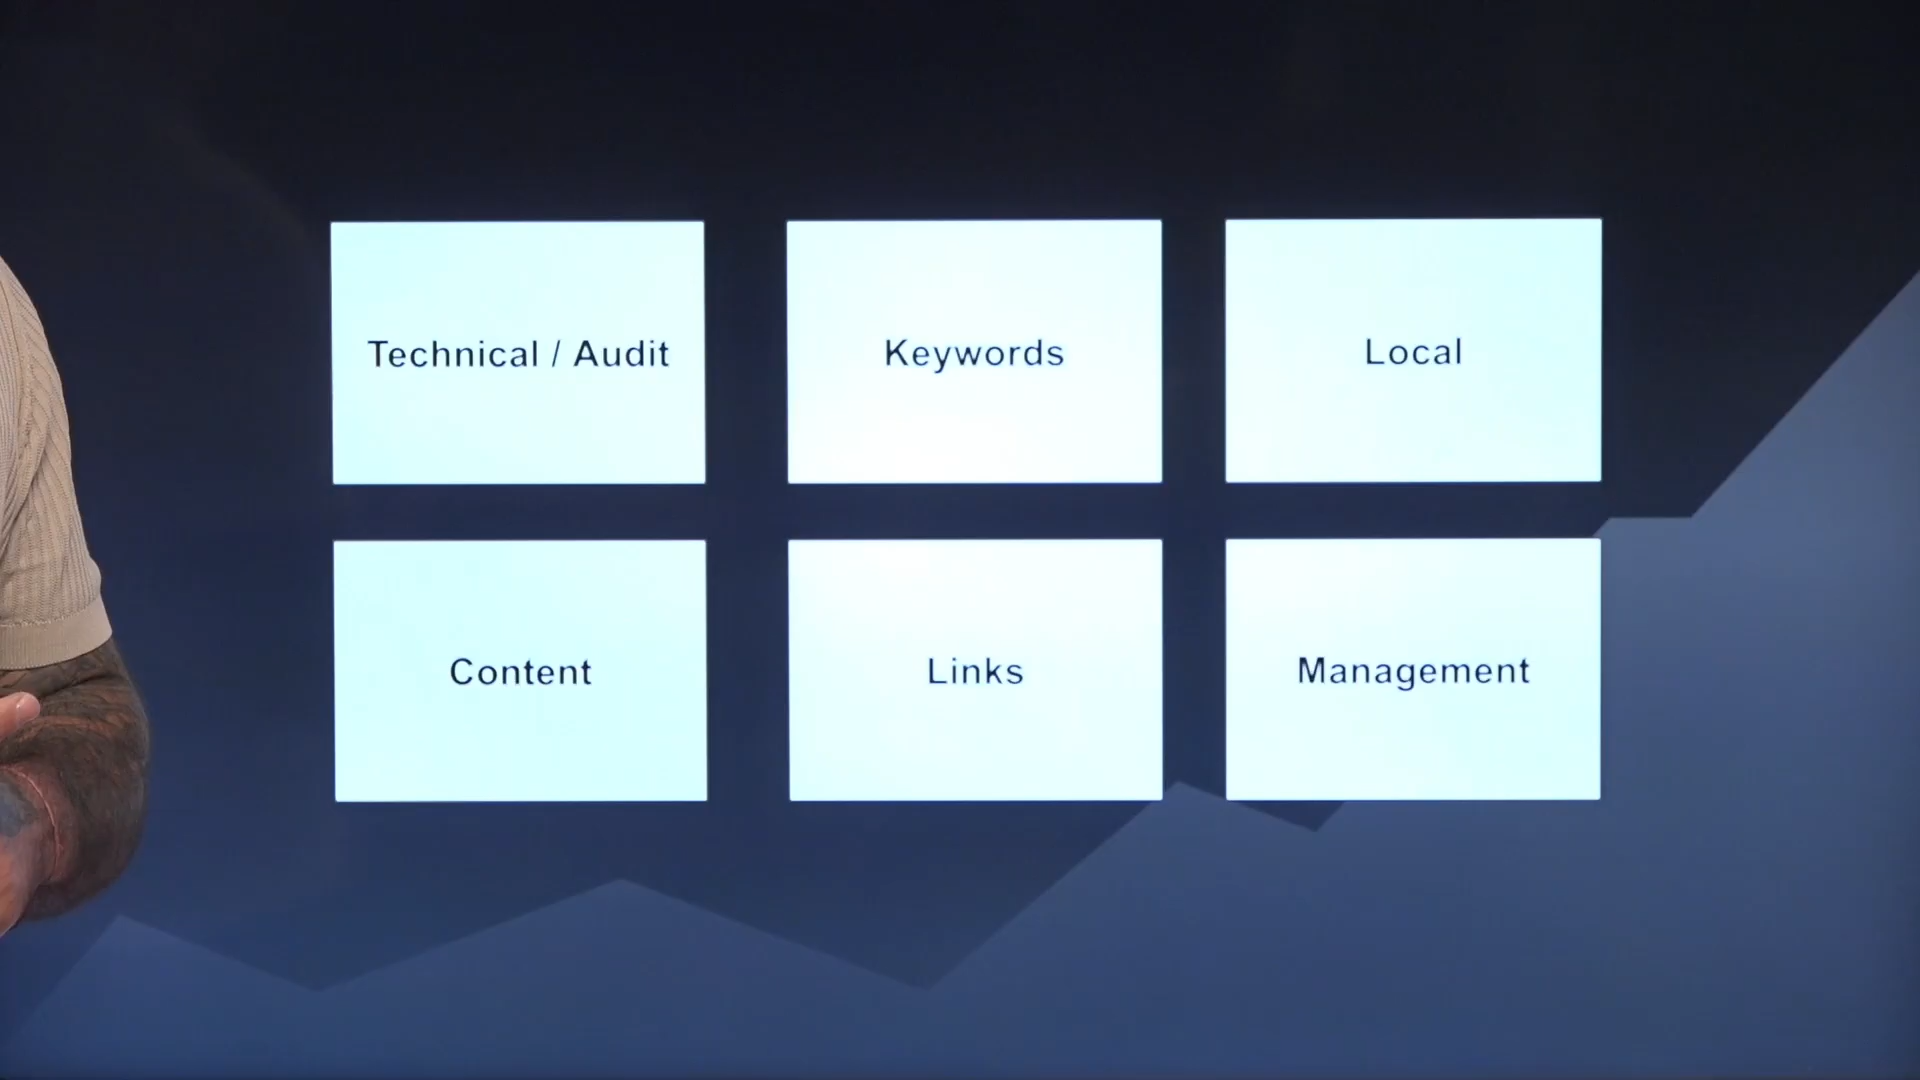 Technical / Audit
Keywords
Local
Content
Links
Management